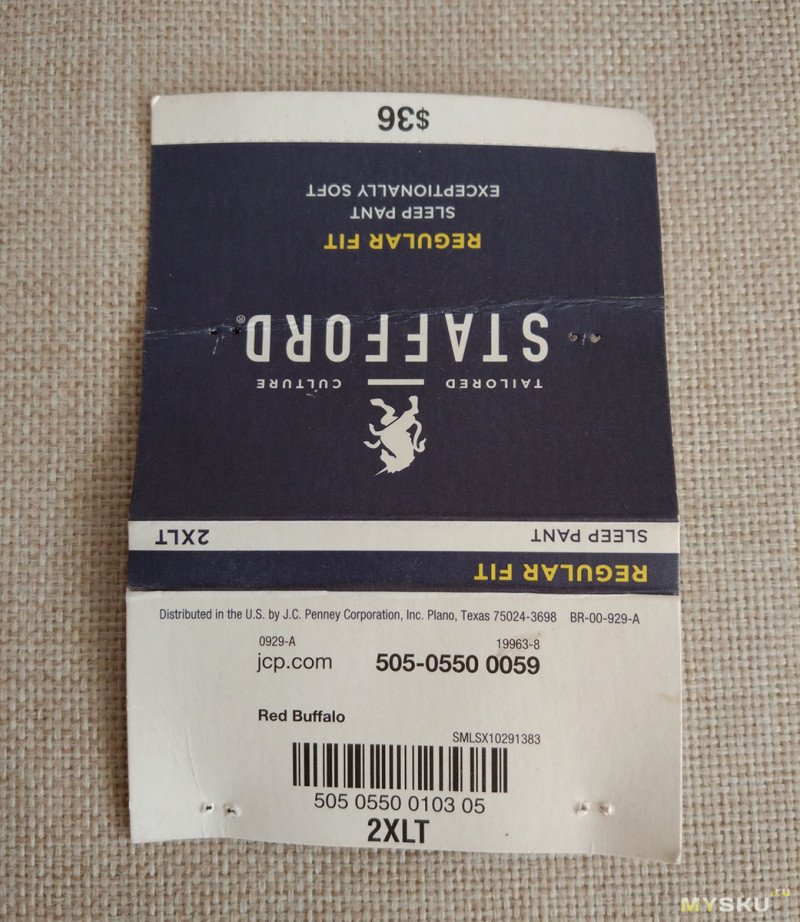 $36
EXCEPTIONALLY SOFT
SLEEP PANT
REGULAR FIT
STAFFORD®
TAILORED CULTURE
SLEEP PANT 2XLT
REGULAR FIT
Distributed in the U.S. by J.C. Penney Corporation, Inc. Plano, Texas 75024-3698 BR-00-929-A
0929-A 19963-8
jcp.com 505-0550 0059
Red Buffalo
SMLSX10291383
505 0550 0103 05
2XLT
MYSKU.ru